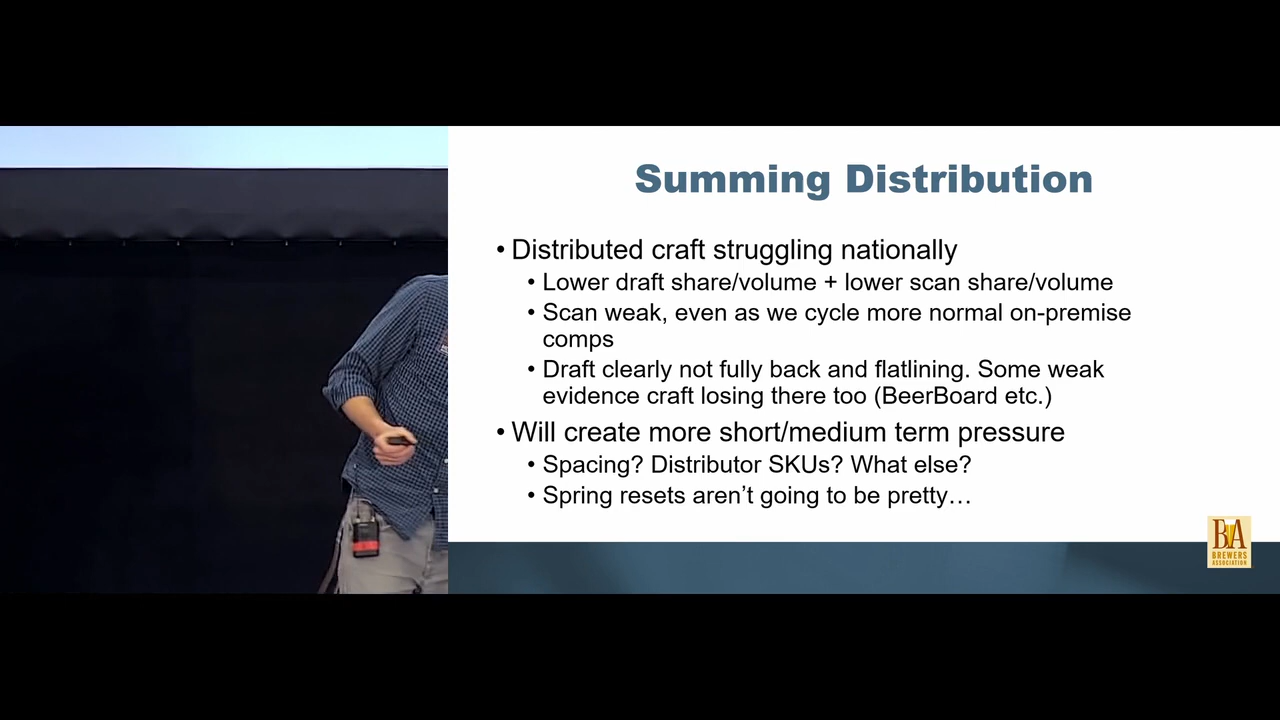 Summing Distribution
• Distributed craft struggling nationally
• Lower draft share/volume + lower scan share/volume
• Scan weak, even as we cycle more normal on-premise
comps
• Draft clearly not fully back and flatlining. Some weak
evidence craft losing there too (BeerBoard etc.)
• Will create more short/medium term pressure
• Spacing? Distributor SKUs? What else?
• Spring resets aren’t going to be pretty…
BA
BREWERS
ASSOCIATION